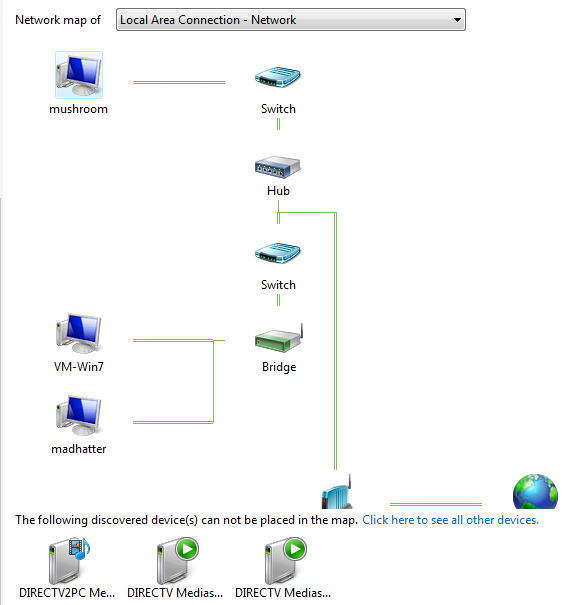 Network map of
Local Area Connection - Network
mushroom
Switch
Hub
Switch
VM-Win7
Bridge
madhatter
The following discovered device(s) can not be placed in the map. Click here to see all other devices.
DIRECTV2PC Me... DIRECTV Medias... DIRECTV Medias...